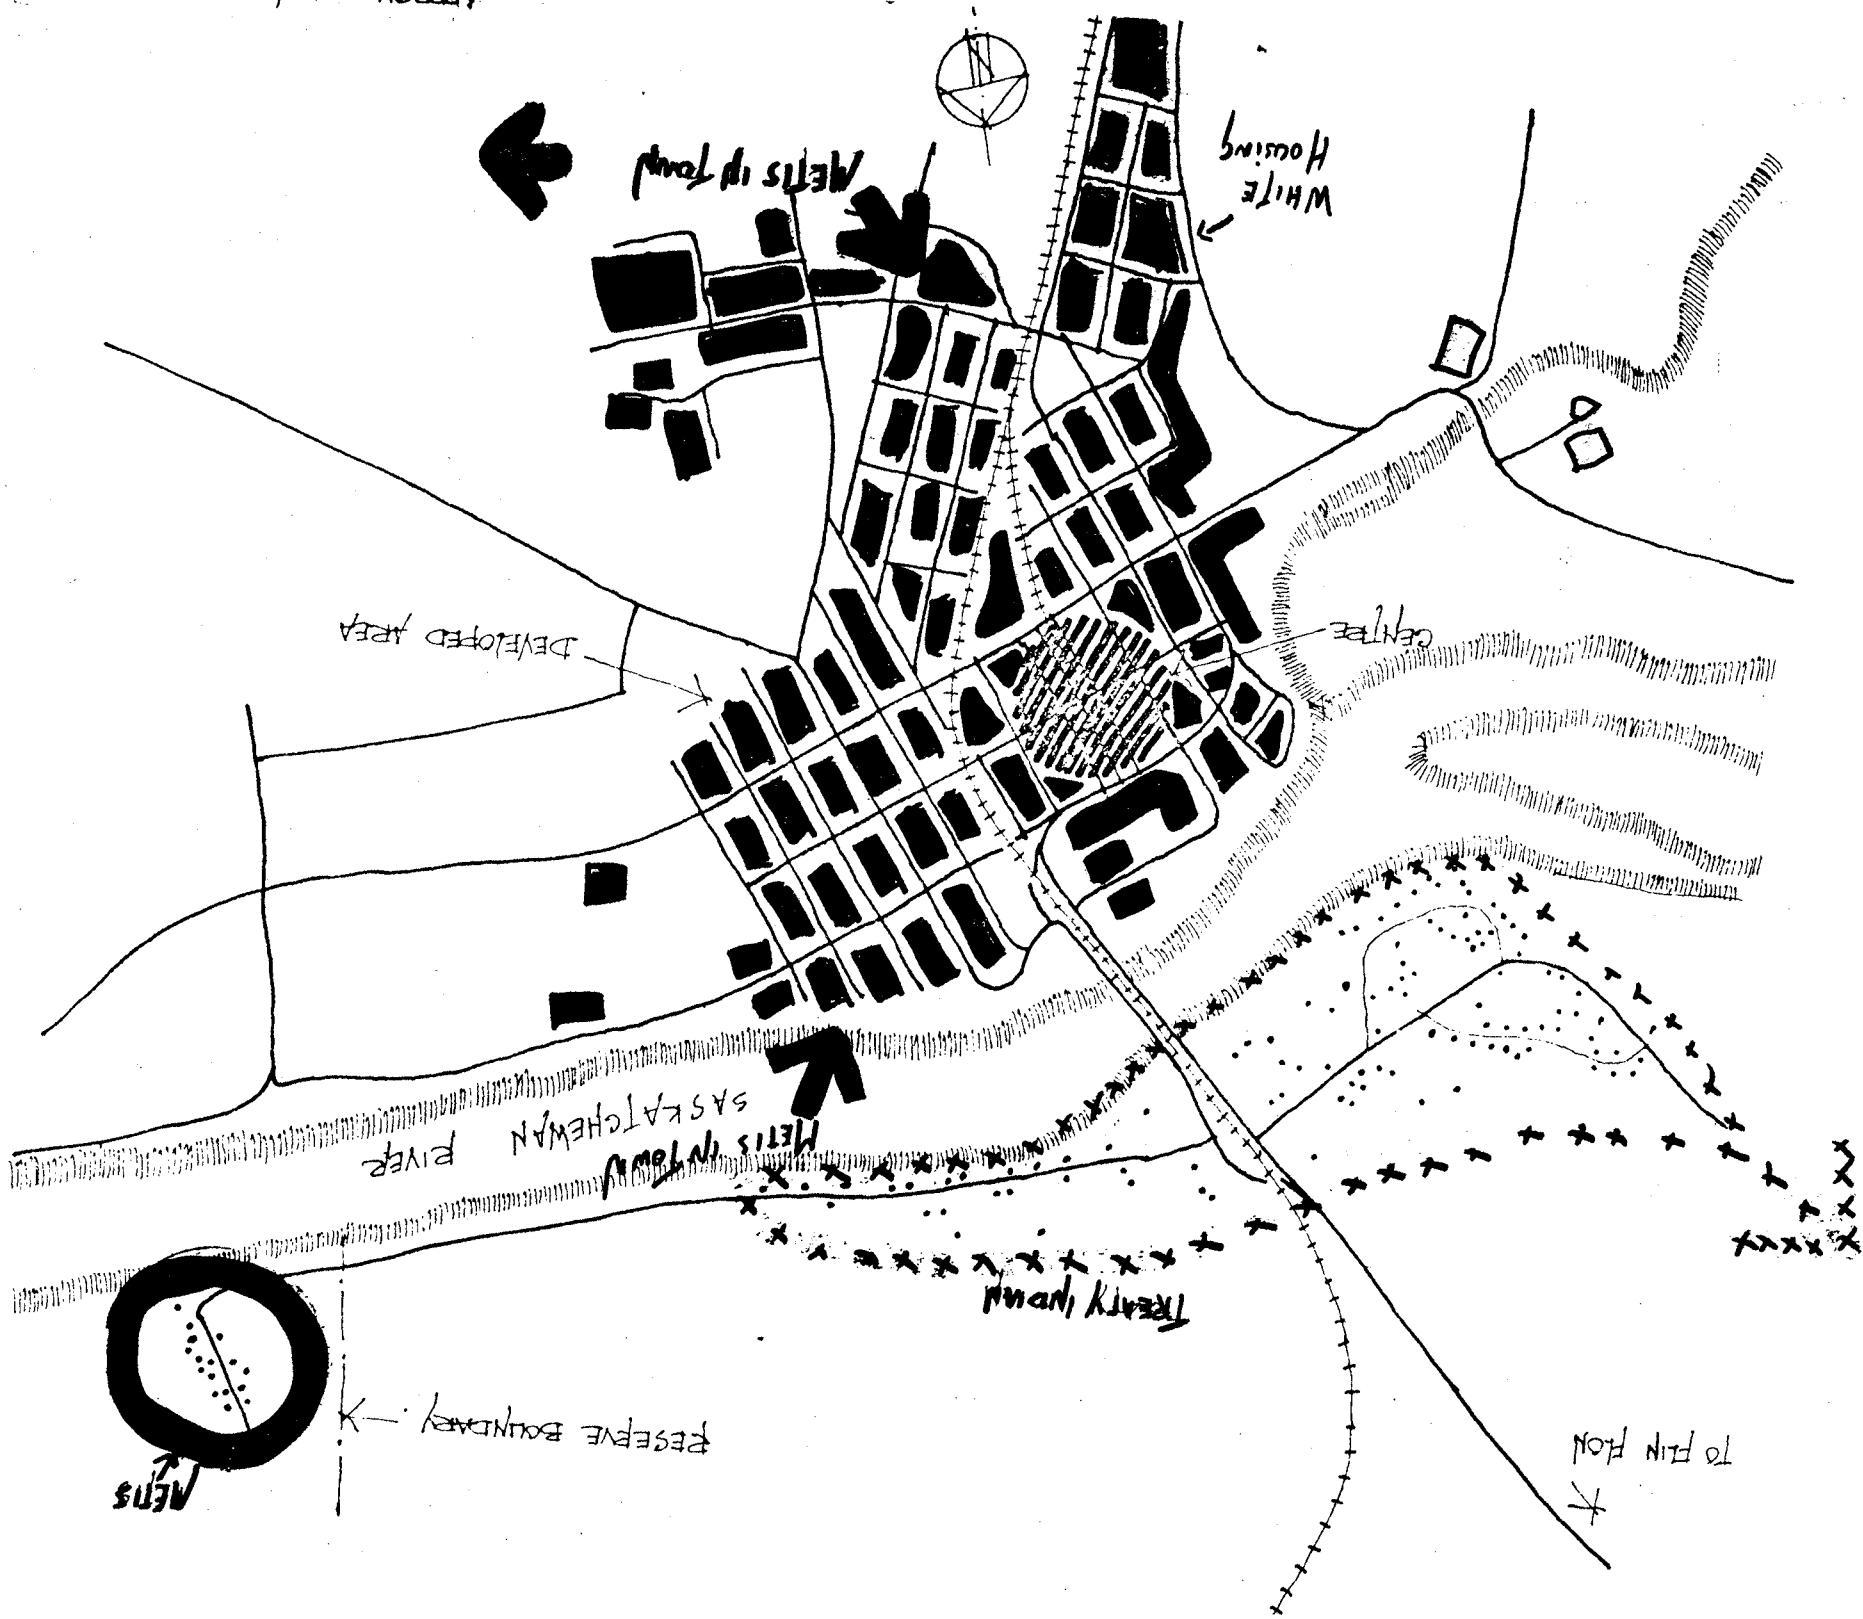 METIS
RESERVE BOUNDARY
TO FLIN FLON
TREATY INDIAN
METIS IN TOWN
SASKATCHEWAN
RIVER
DEVELOPED AREA
CENTRE
WHITE
HOUSING
METIS IN TOWN
N